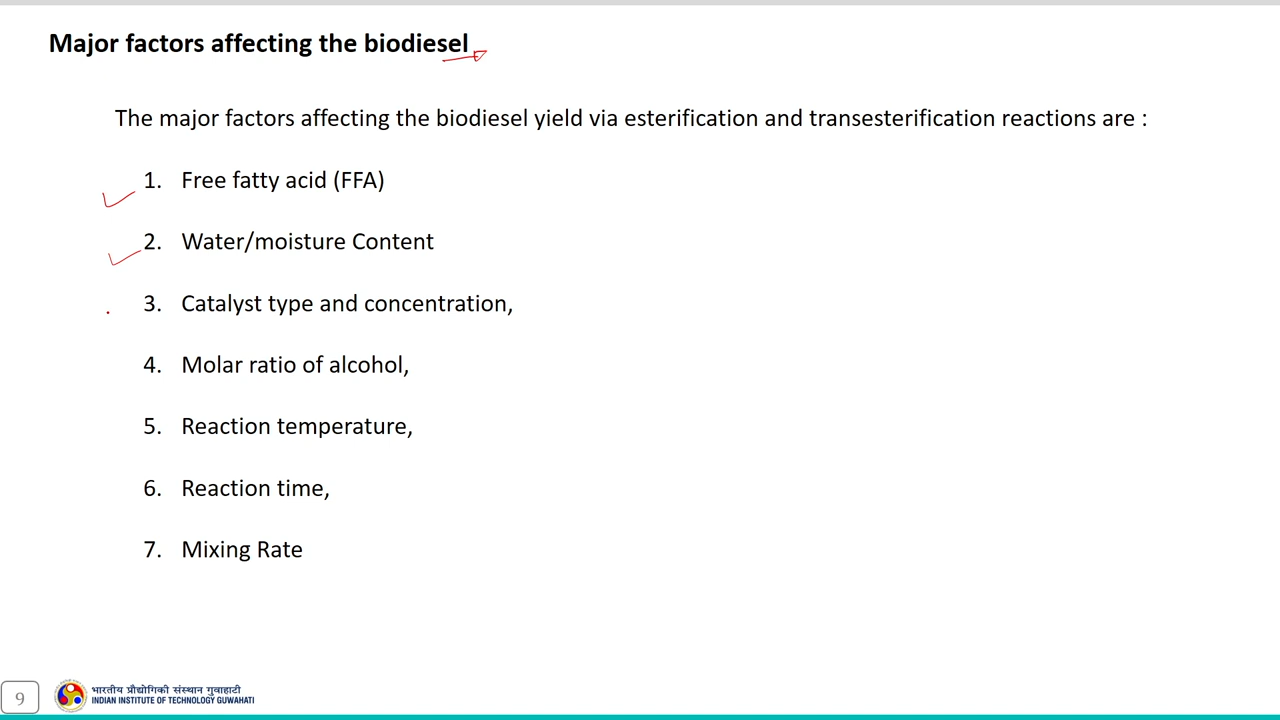 Major factors affecting the biodiesel
The major factors affecting the biodiesel yield via esterification and transesterification reactions are :
1. Free fatty acid (FFA)
2. Water/moisture Content
3. Catalyst type and concentration,
4. Molar ratio of alcohol,
5. Reaction temperature,
6. Reaction time,
7. Mixing Rate
9
भारतीय प्रौद्योगिकी संस्थान गुवाहाटी
INDIAN INSTITUTE OF TECHNOLOGY GUWAHATI